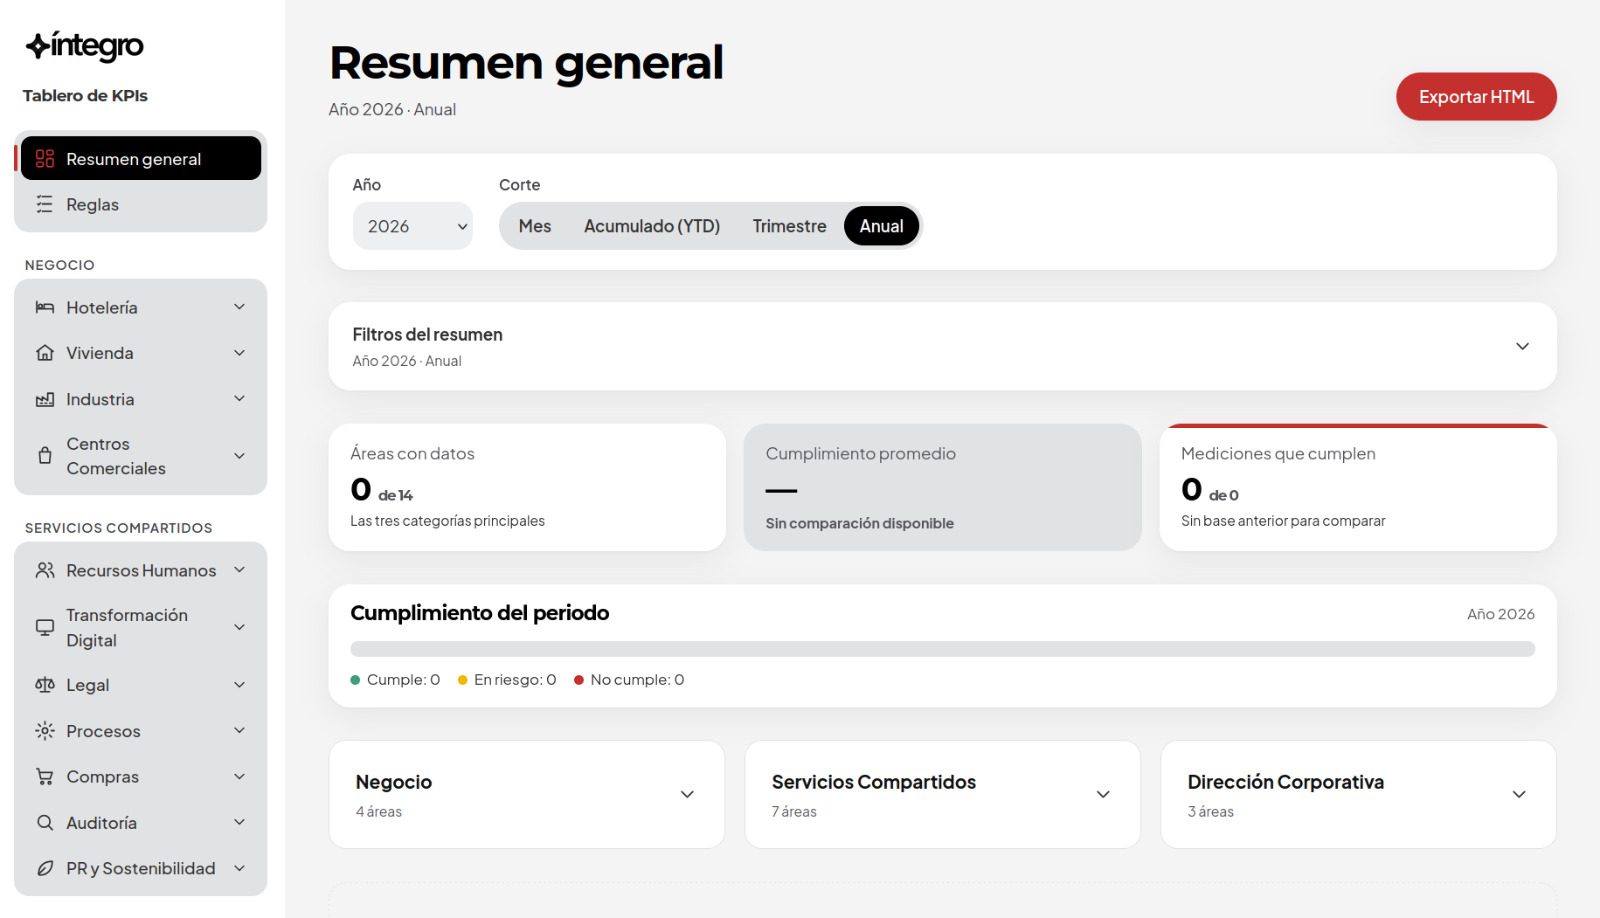 íntegro
Tablero de KPIs
Resumen general
Reglas
NEGOCIO
Hotelería
Vivienda
Industria
Centros
Comerciales
SERVICIOS COMPARTIDOS
Recursos Humanos
Transformación
Digital
Legal
Procesos
Compras
Auditoría
PR y Sostenibilidad
Resumen general
Año 2026 · Anual
Exportar HTML
Año
Corte
2026
Mes
Acumulado (YTD)
Trimestre
Anual
Filtros del resumen
Año 2026 · Anual
Áreas con datos
0 de 14
Las tres categorías principales
Cumplimiento promedio
—
Sin comparación disponible
Mediciones que cumplen
0 de 0
Sin base anterior para comparar
Cumplimiento del periodo
Año 2026
Cumple: 0
En riesgo: 0
No cumple: 0
Negocio
4 áreas
Servicios Compartidos
7 áreas
Dirección Corporativa
3 áreas